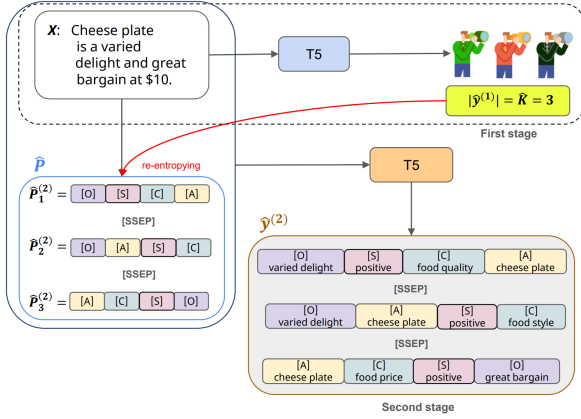 X: Cheese plate
is a varied
delight and great
bargain at $10.
T5
|ŷ⁽¹⁾| = K̂ = 3
First stage
re-entropying
P̂
P̂₁⁽²⁾ = [O] [S] [C] [A]
[SSEP]
P̂₂⁽²⁾ = [O] [A] [S] [C]
[SSEP]
P̂₃⁽²⁾ = [A] [C] [S] [O]
T5
ŷ⁽²⁾
[O] [S] [C] [A]
varied delight positive food quality cheese plate
[SSEP]
[O] [A] [S] [C]
varied delight cheese plate positive food style
[SSEP]
[A] [C] [S] [O]
cheese plate food price positive great bargain
Second stage